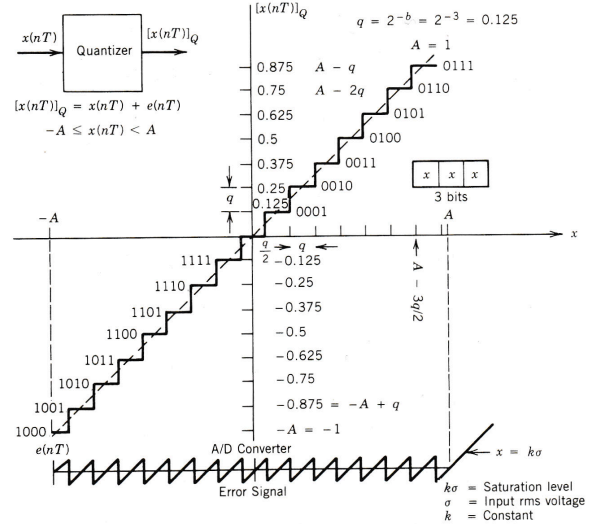 [x(nT)]_Q
q = 2^{-b} = 2^{-3} = 0.125
x(nT)
Quantizer
[x(nT)]_Q
A = 1
0.875 A − q 0111
[x(nT)]_Q = x(nT) + e(nT)
0.75 A − 2q 0110
−A ≤ x(nT) < A
0.625 0101
0.5 0100
0.375 0011
x x x
3 bits
0.25 0010
q
0.125 0001
−A
A
x
q/2
q
A − 3q/2
1111 −0.125
1110 −0.25
1101 −0.375
1100 −0.5
1011 −0.625
1010 −0.75
1001 −0.875 = −A + q
1000 −A = −1
e(nT)
A/D Converter
x = kσ
Error Signal
kσ = Saturation level
σ = Input rms voltage
k = Constant